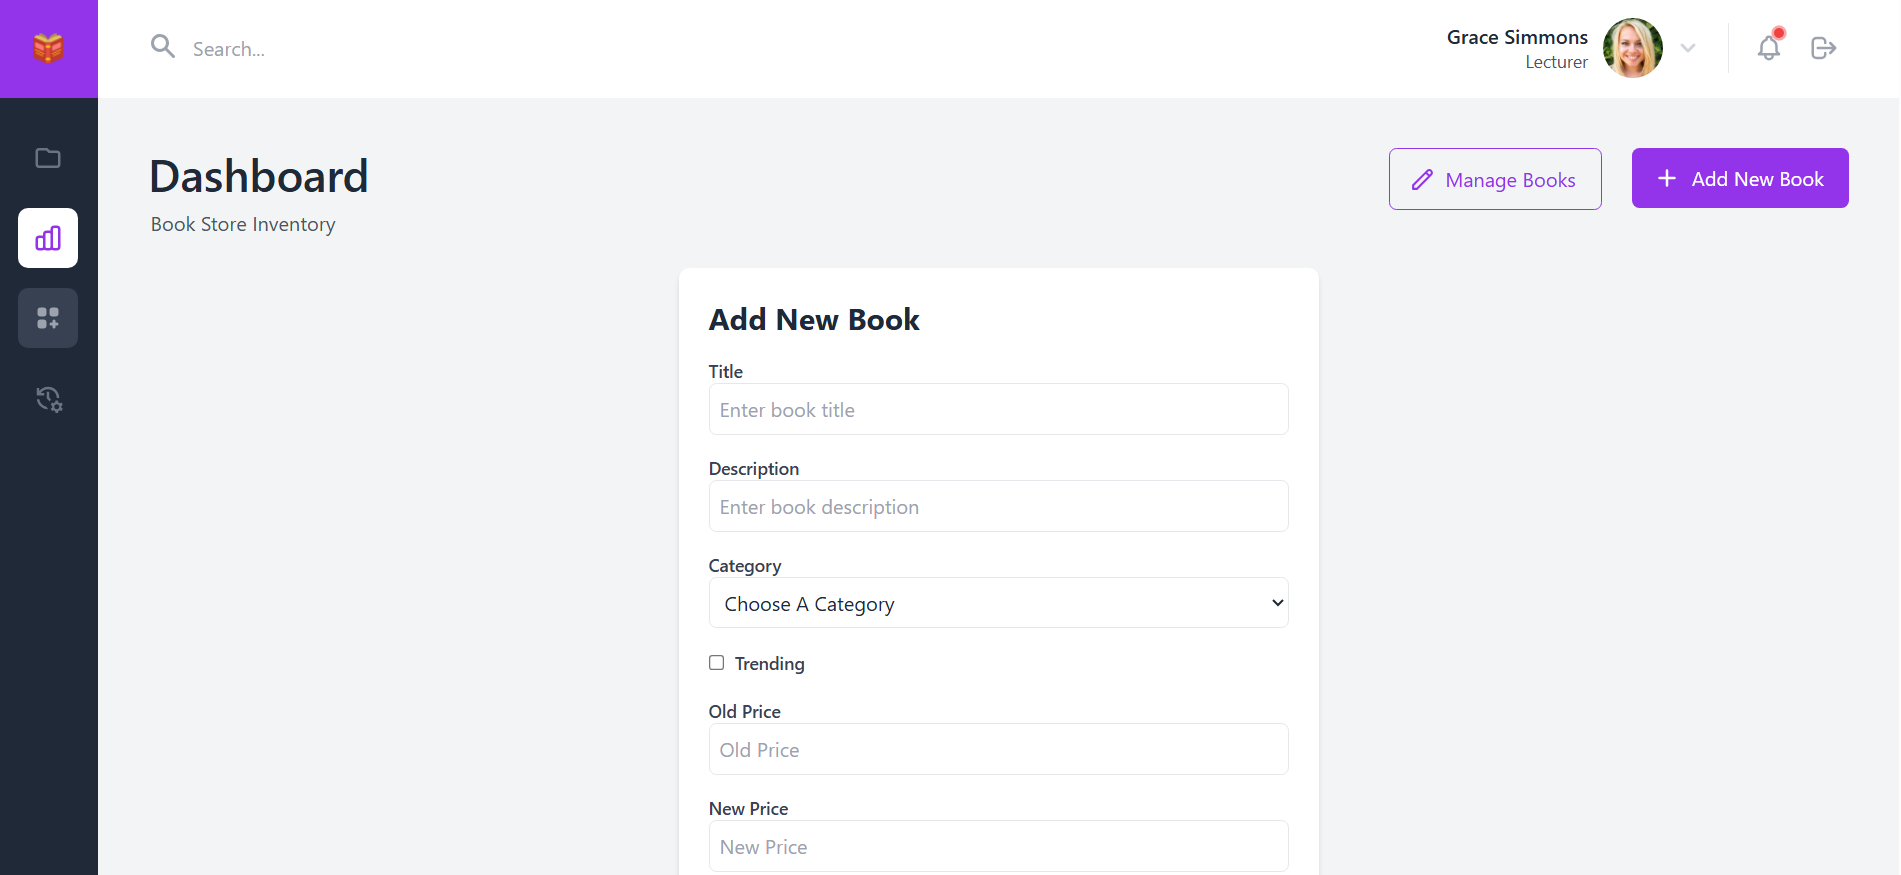 Search...
Grace Simmons
Lecturer
Dashboard
Book Store Inventory
Manage Books
Add New Book
Add New Book
Title
Enter book title
Description
Enter book description
Category
Choose A Category
Trending
Old Price
Old Price
New Price
New Price